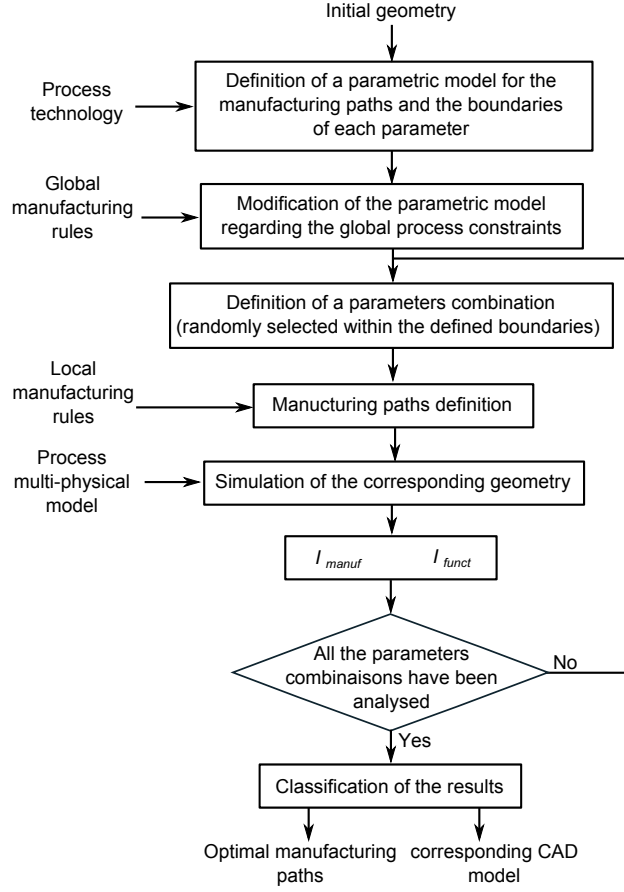 Initial geometry
Process
technology
Definition of a parametric model for the
manufacturing paths and the boundaries
of each parameter
Global
manufacturing
rules
Modification of the parametric model
regarding the global process constraints
Definition of a parameters combination
(randomly selected within the defined boundaries)
Local
manufacturing
rules
Manucturing paths definition
Process
multi-physical
model
Simulation of the corresponding geometry
I manuf I funct
All the parameters
combinaisons have been
analysed
No
Yes
Classification of the results
Optimal manufacturing
paths
corresponding CAD
model